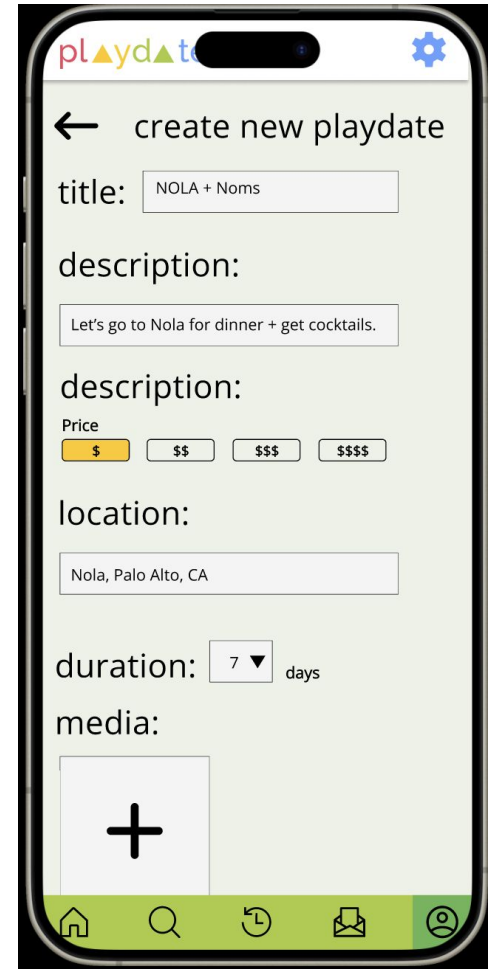 playdate
create new playdate
title: NOLA + Noms
description:
Let's go to Nola for dinner + get cocktails.
description:
Price
$ $$ $$$ $$$$
location:
Nola, Palo Alto, CA
duration: 7 days
media: